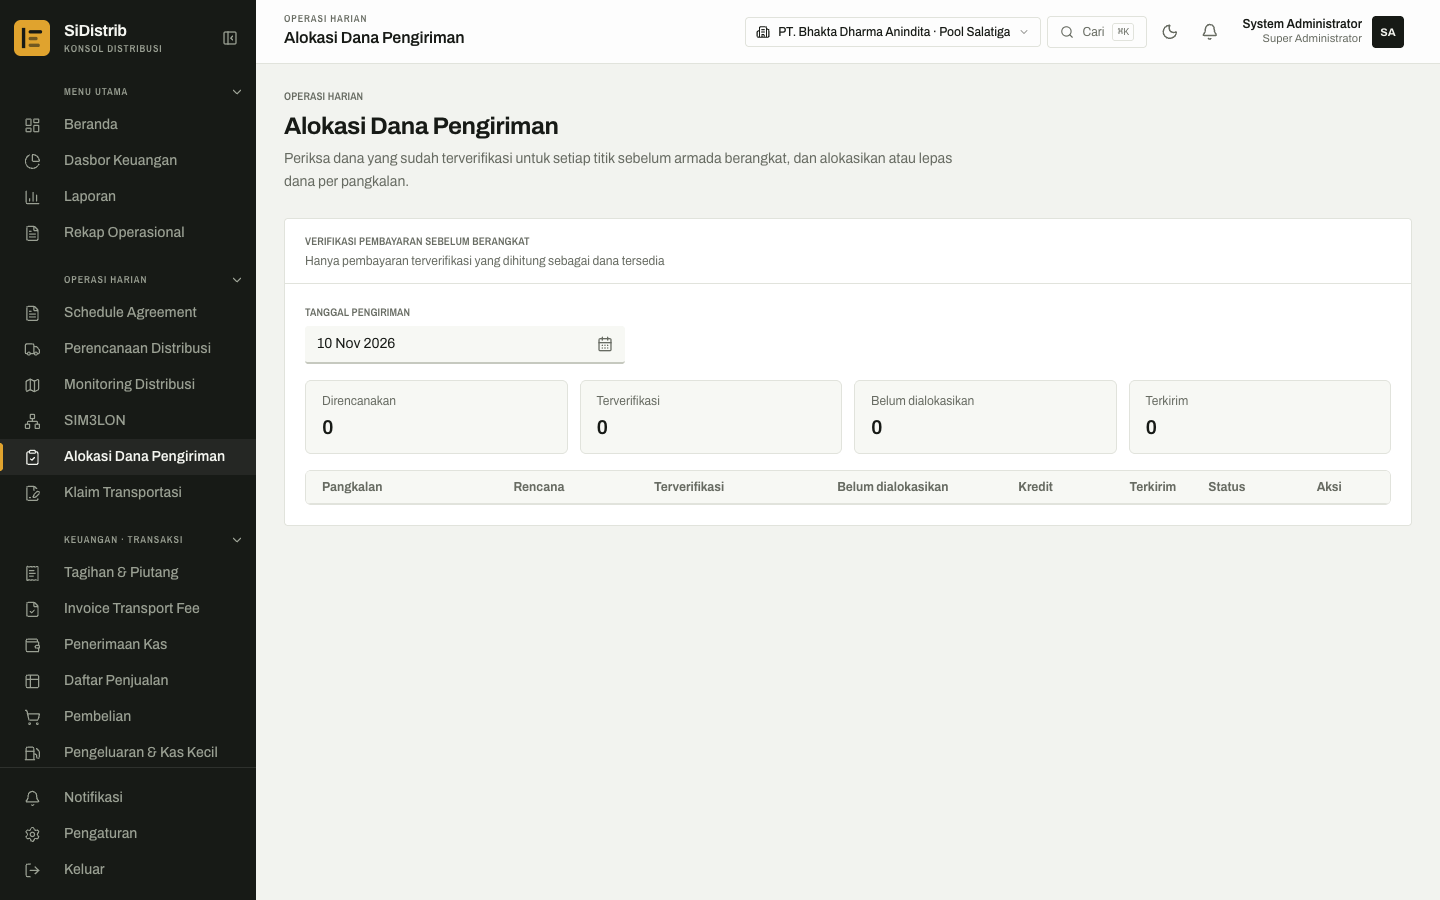 SiDistrib
KONSOL DISTRIBUSI
MENU UTAMA
Beranda
Dasbor Keuangan
Laporan
Rekap Operasional
OPERASI HARIAN
Schedule Agreement
Perencanaan Distribusi
Monitoring Distribusi
SIM3LON
Alokasi Dana Pengiriman
Klaim Transportasi
KEUANGAN · TRANSAKSI
Tagihan & Piutang
Invoice Transport Fee
Penerimaan Kas
Daftar Penjualan
Pembelian
Pengeluaran & Kas Kecil
Notifikasi
Pengaturan
Keluar
OPERASI HARIAN
Alokasi Dana Pengiriman
PT. Bhakta Dharma Anindita · Pool Salatiga
Cari ⌘K
System Administrator
Super Administrator
SA
OPERASI HARIAN
Alokasi Dana Pengiriman
Periksa dana yang sudah terverifikasi untuk setiap titik sebelum armada berangkat, dan alokasikan atau lepas
dana per pangkalan.
VERIFIKASI PEMBAYARAN SEBELUM BERANGKAT
Hanya pembayaran terverifikasi yang dihitung sebagai dana tersedia
TANGGAL PENGIRIMAN
10 Nov 2026
Direncanakan
0
Terverifikasi
0
Belum dialokasikan
0
Terkirim
0
Pangkalan Rencana Terverifikasi Belum dialokasikan Kredit Terkirim Status Aksi